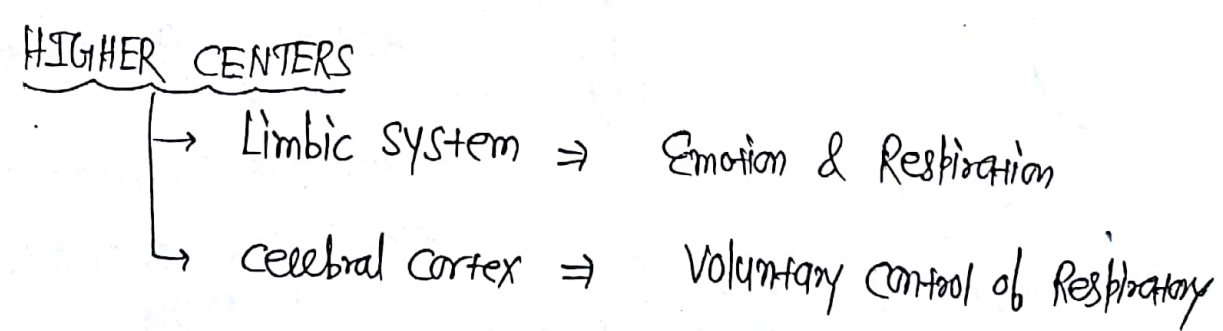 HIGHER CENTERS
→ Limbic system ⇒ Emotion & Respiration
↳ Cerebral Cortex ⇒ Voluntary Control of Respiratory